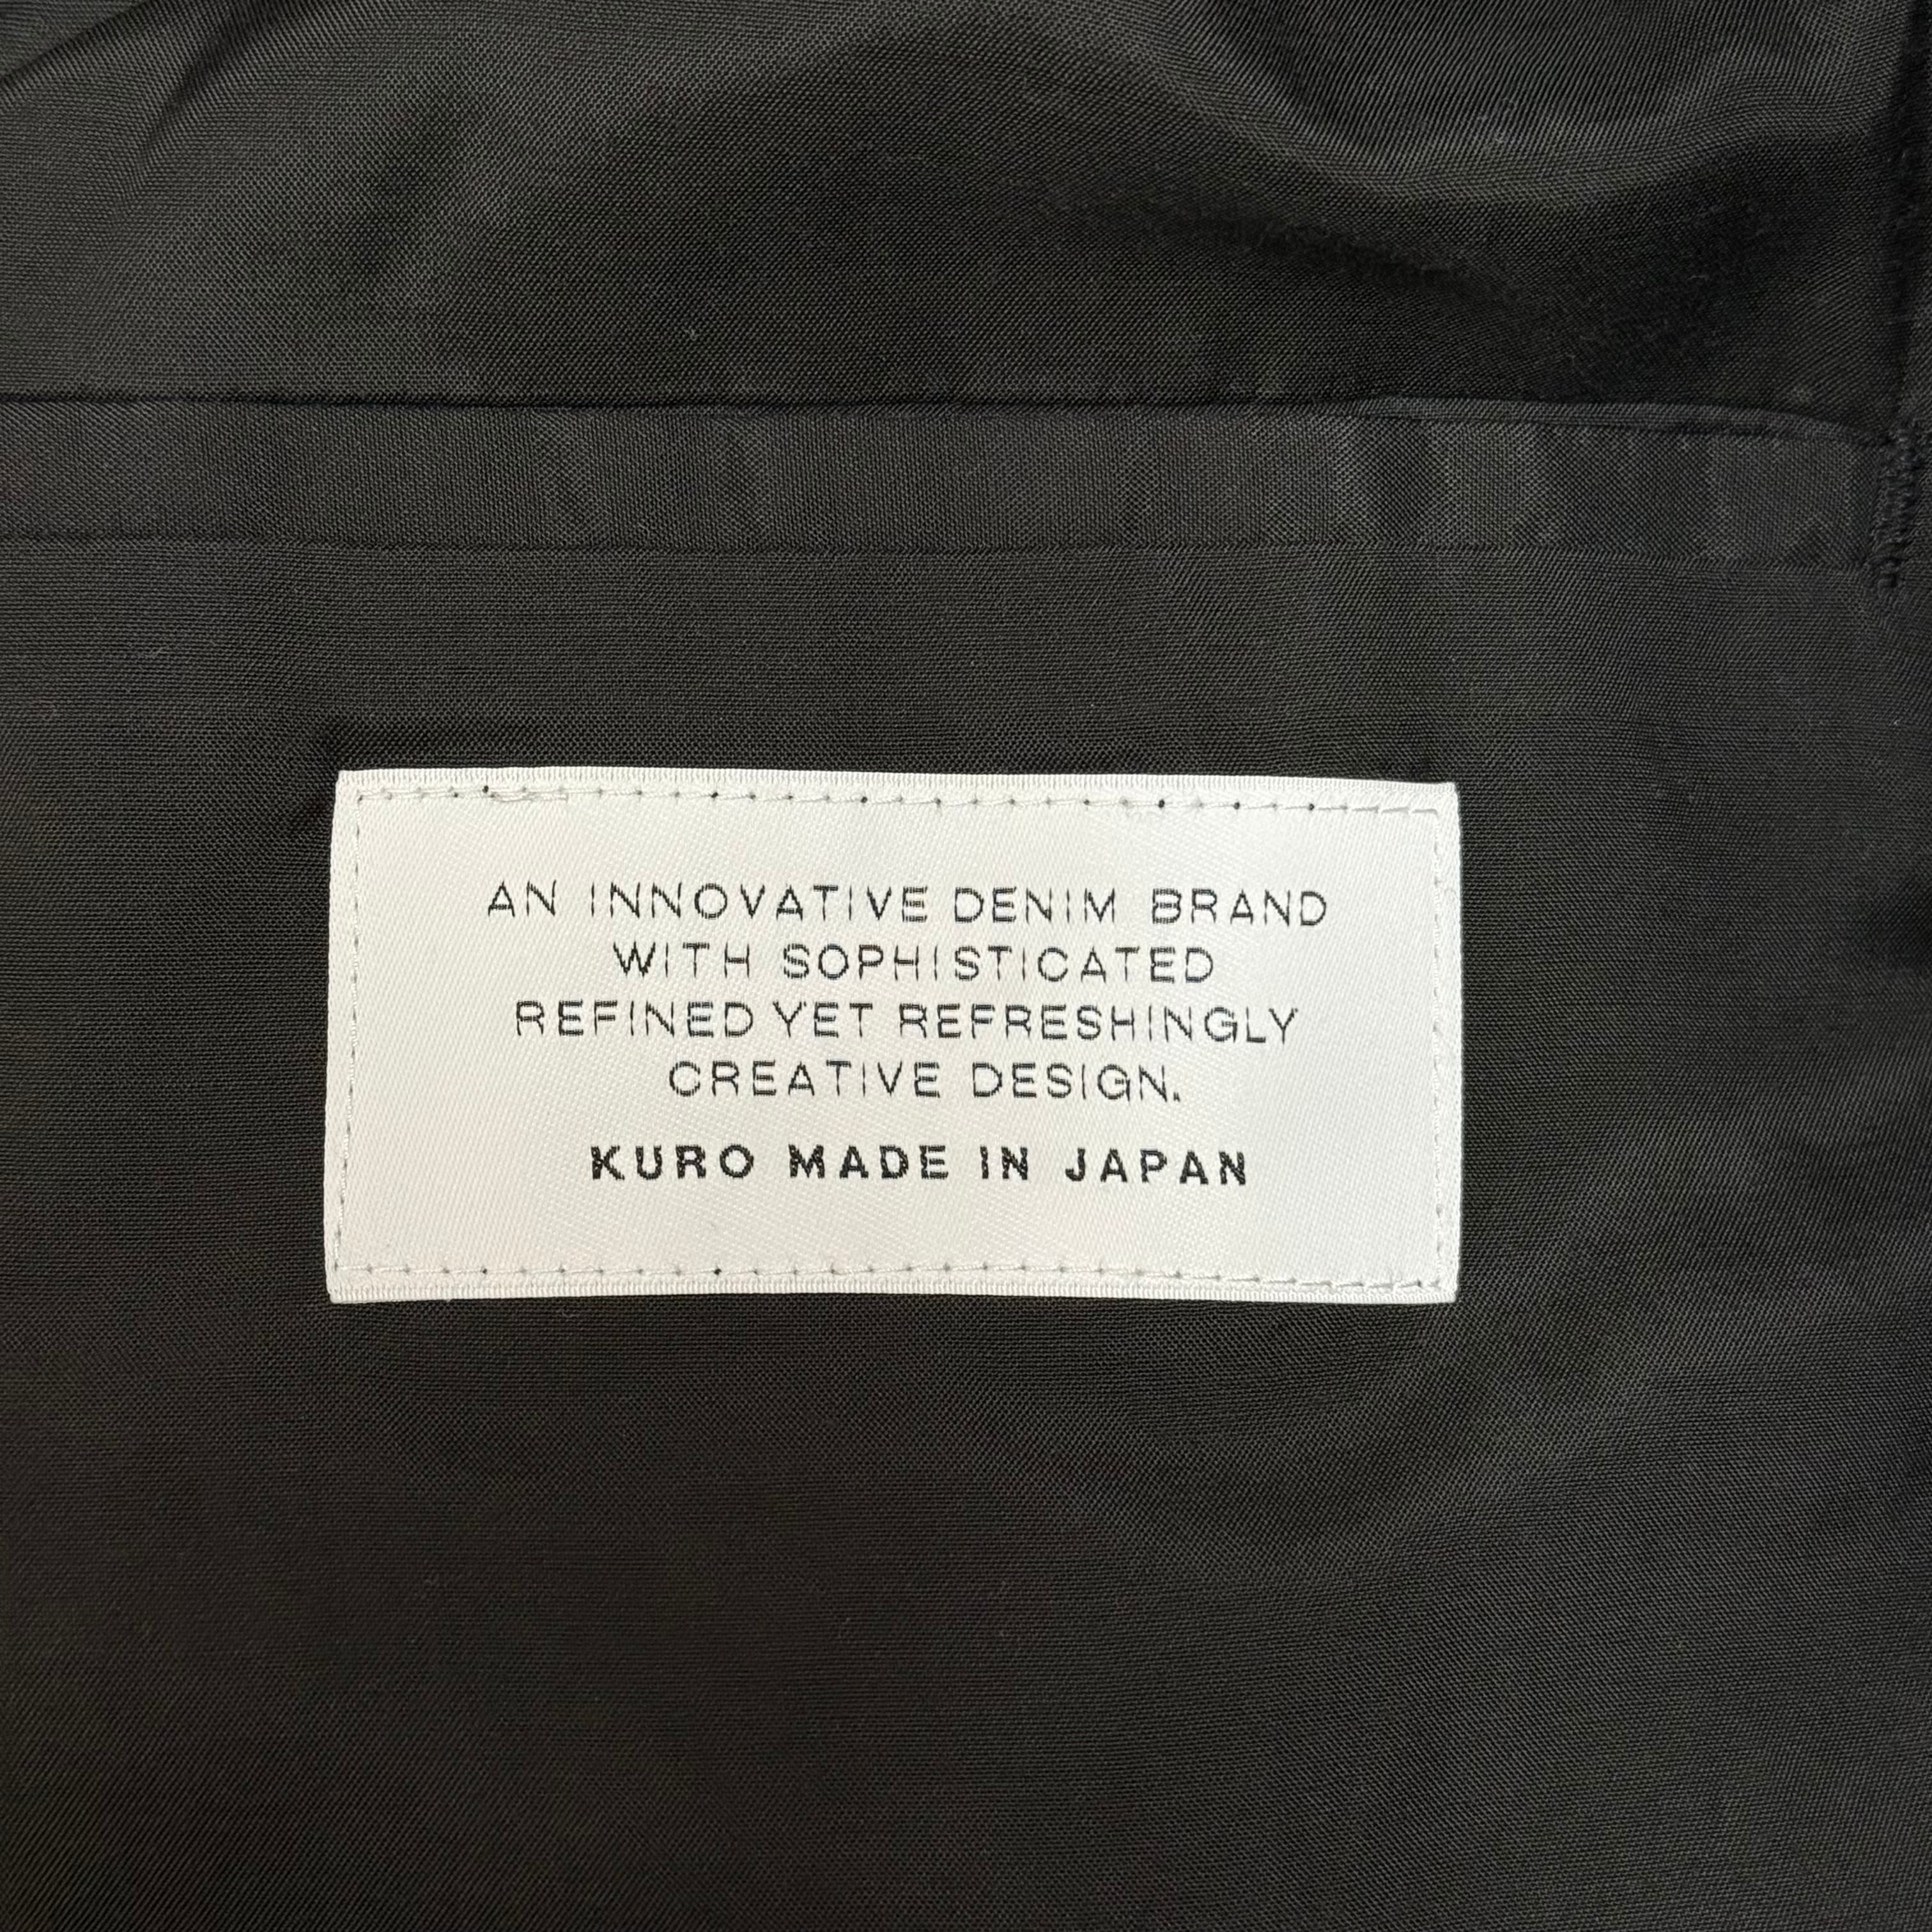 AN INNOVATIVE DENIM BRAND
WITH SOPHISTICATED
REFINED YET REFRESHINGLY
CREATIVE DESIGN.
KURO MADE IN JAPAN